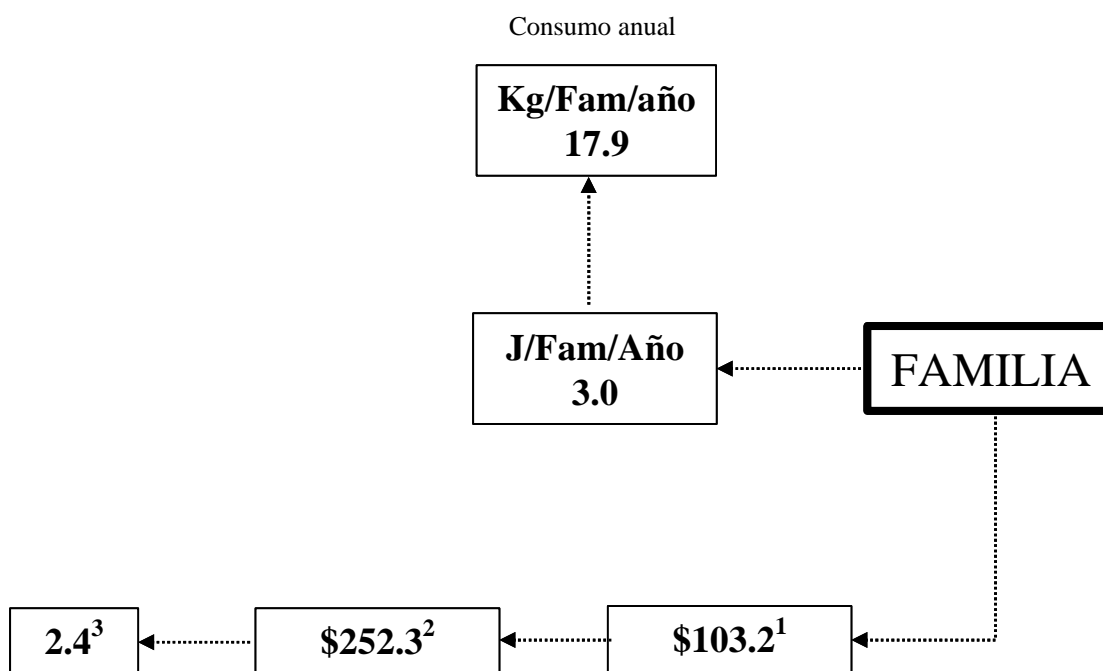 Consumo anual
Kg/Fam/año
17.9
J/Fam/Año
3.0
FAMILIA
2.4³
$252.3²
$103.2¹